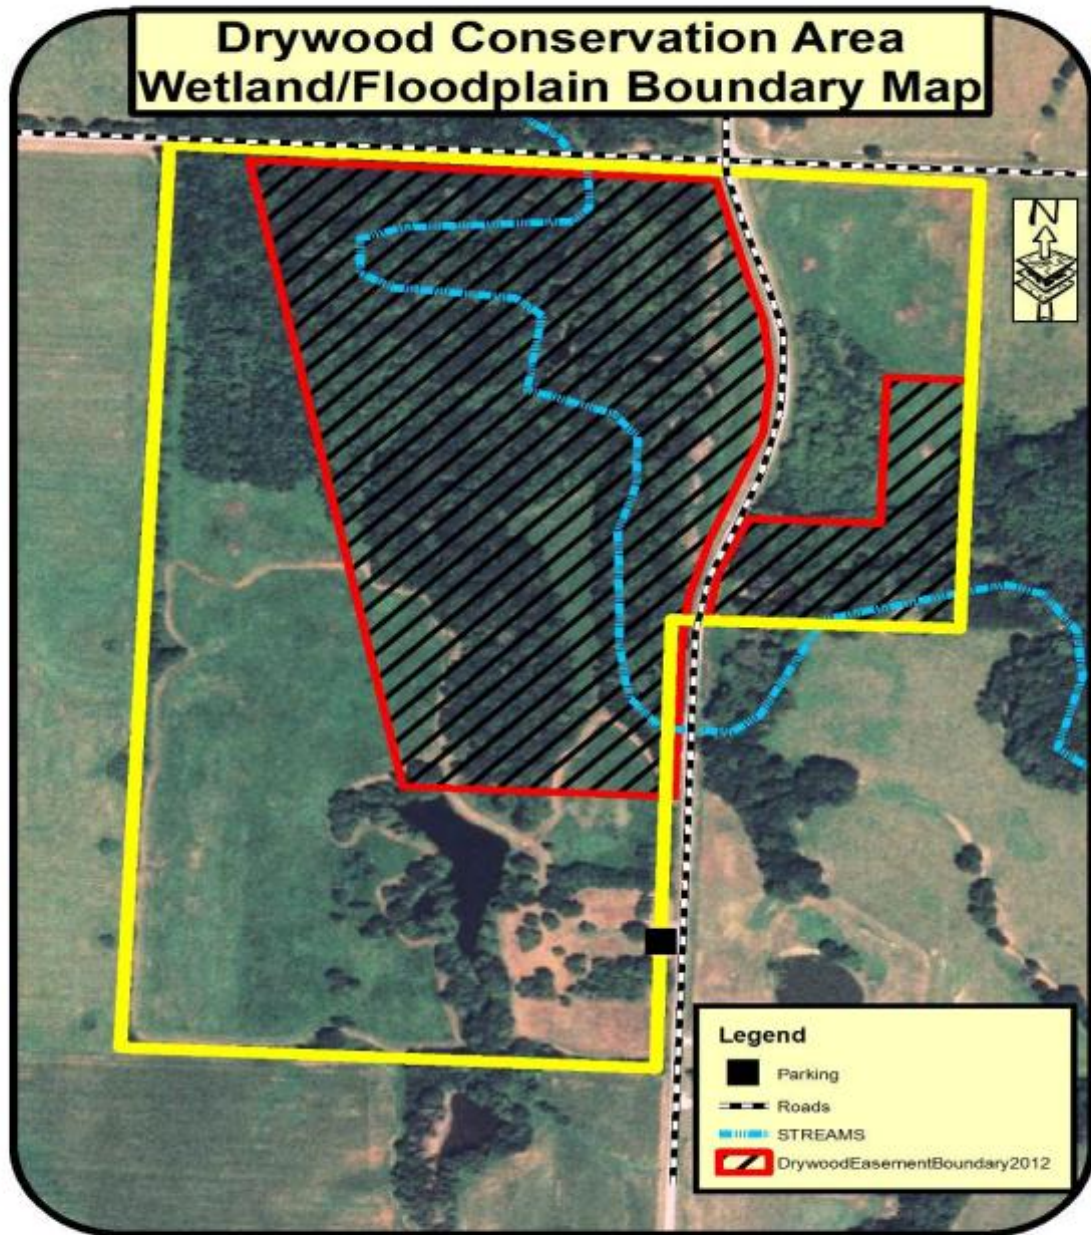 Drywood Conservation Area
Wetland/Floodplain Boundary Map
N
Legend
Parking
Roads
STREAMS
DrywoodEasementBoundary2012